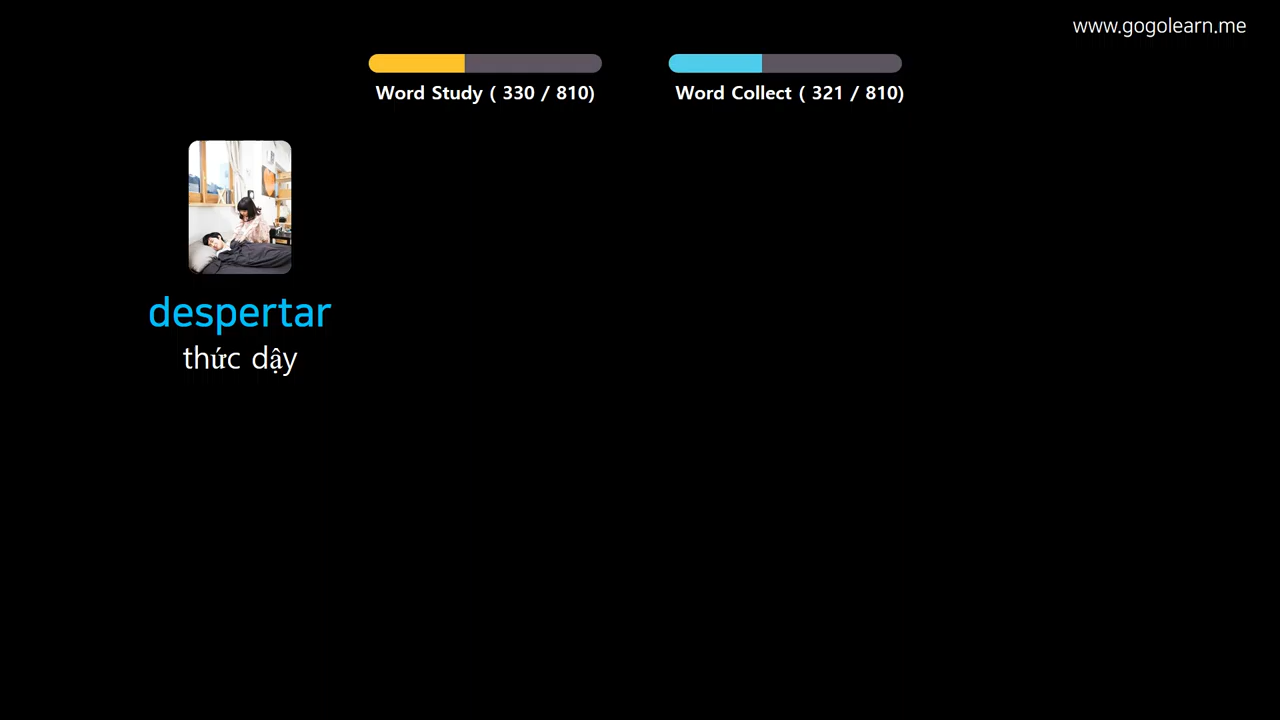 www.gogolearn.me
Word Study ( 330 / 810)
Word Collect ( 321 / 810)
despertar
thức dậy